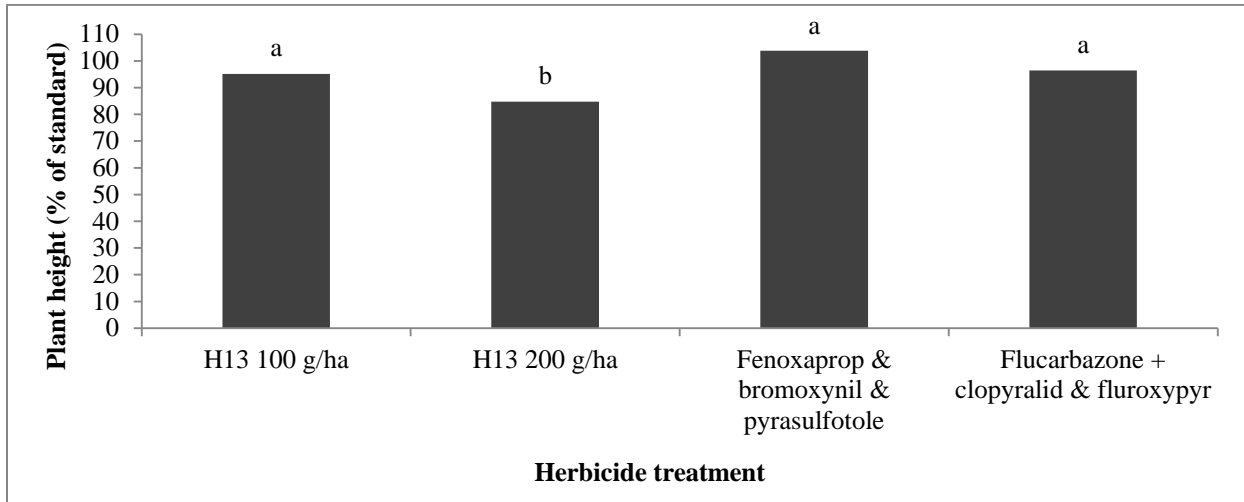 Plant height (% of standard)
110
100
90
80
70
60
50
40
30
20
10
0
a
b
a
a
H13 100 g/ha
H13 200 g/ha
Fenoxaprop &
bromoxynil &
pyrasulfotole
Flucarbazone +
clopyralid & fluroxypyr
Herbicide treatment